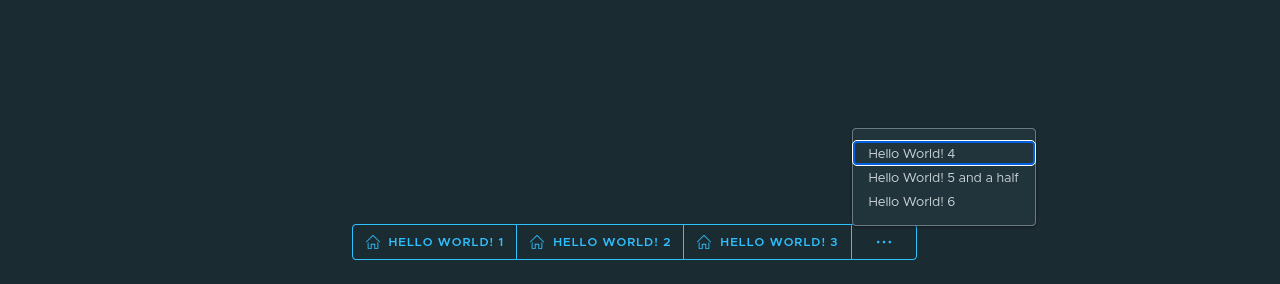 Hello World! 4
Hello World! 5 and a half
Hello World! 6
HELLO WORLD! 1 HELLO WORLD! 2 HELLO WORLD! 3 ...